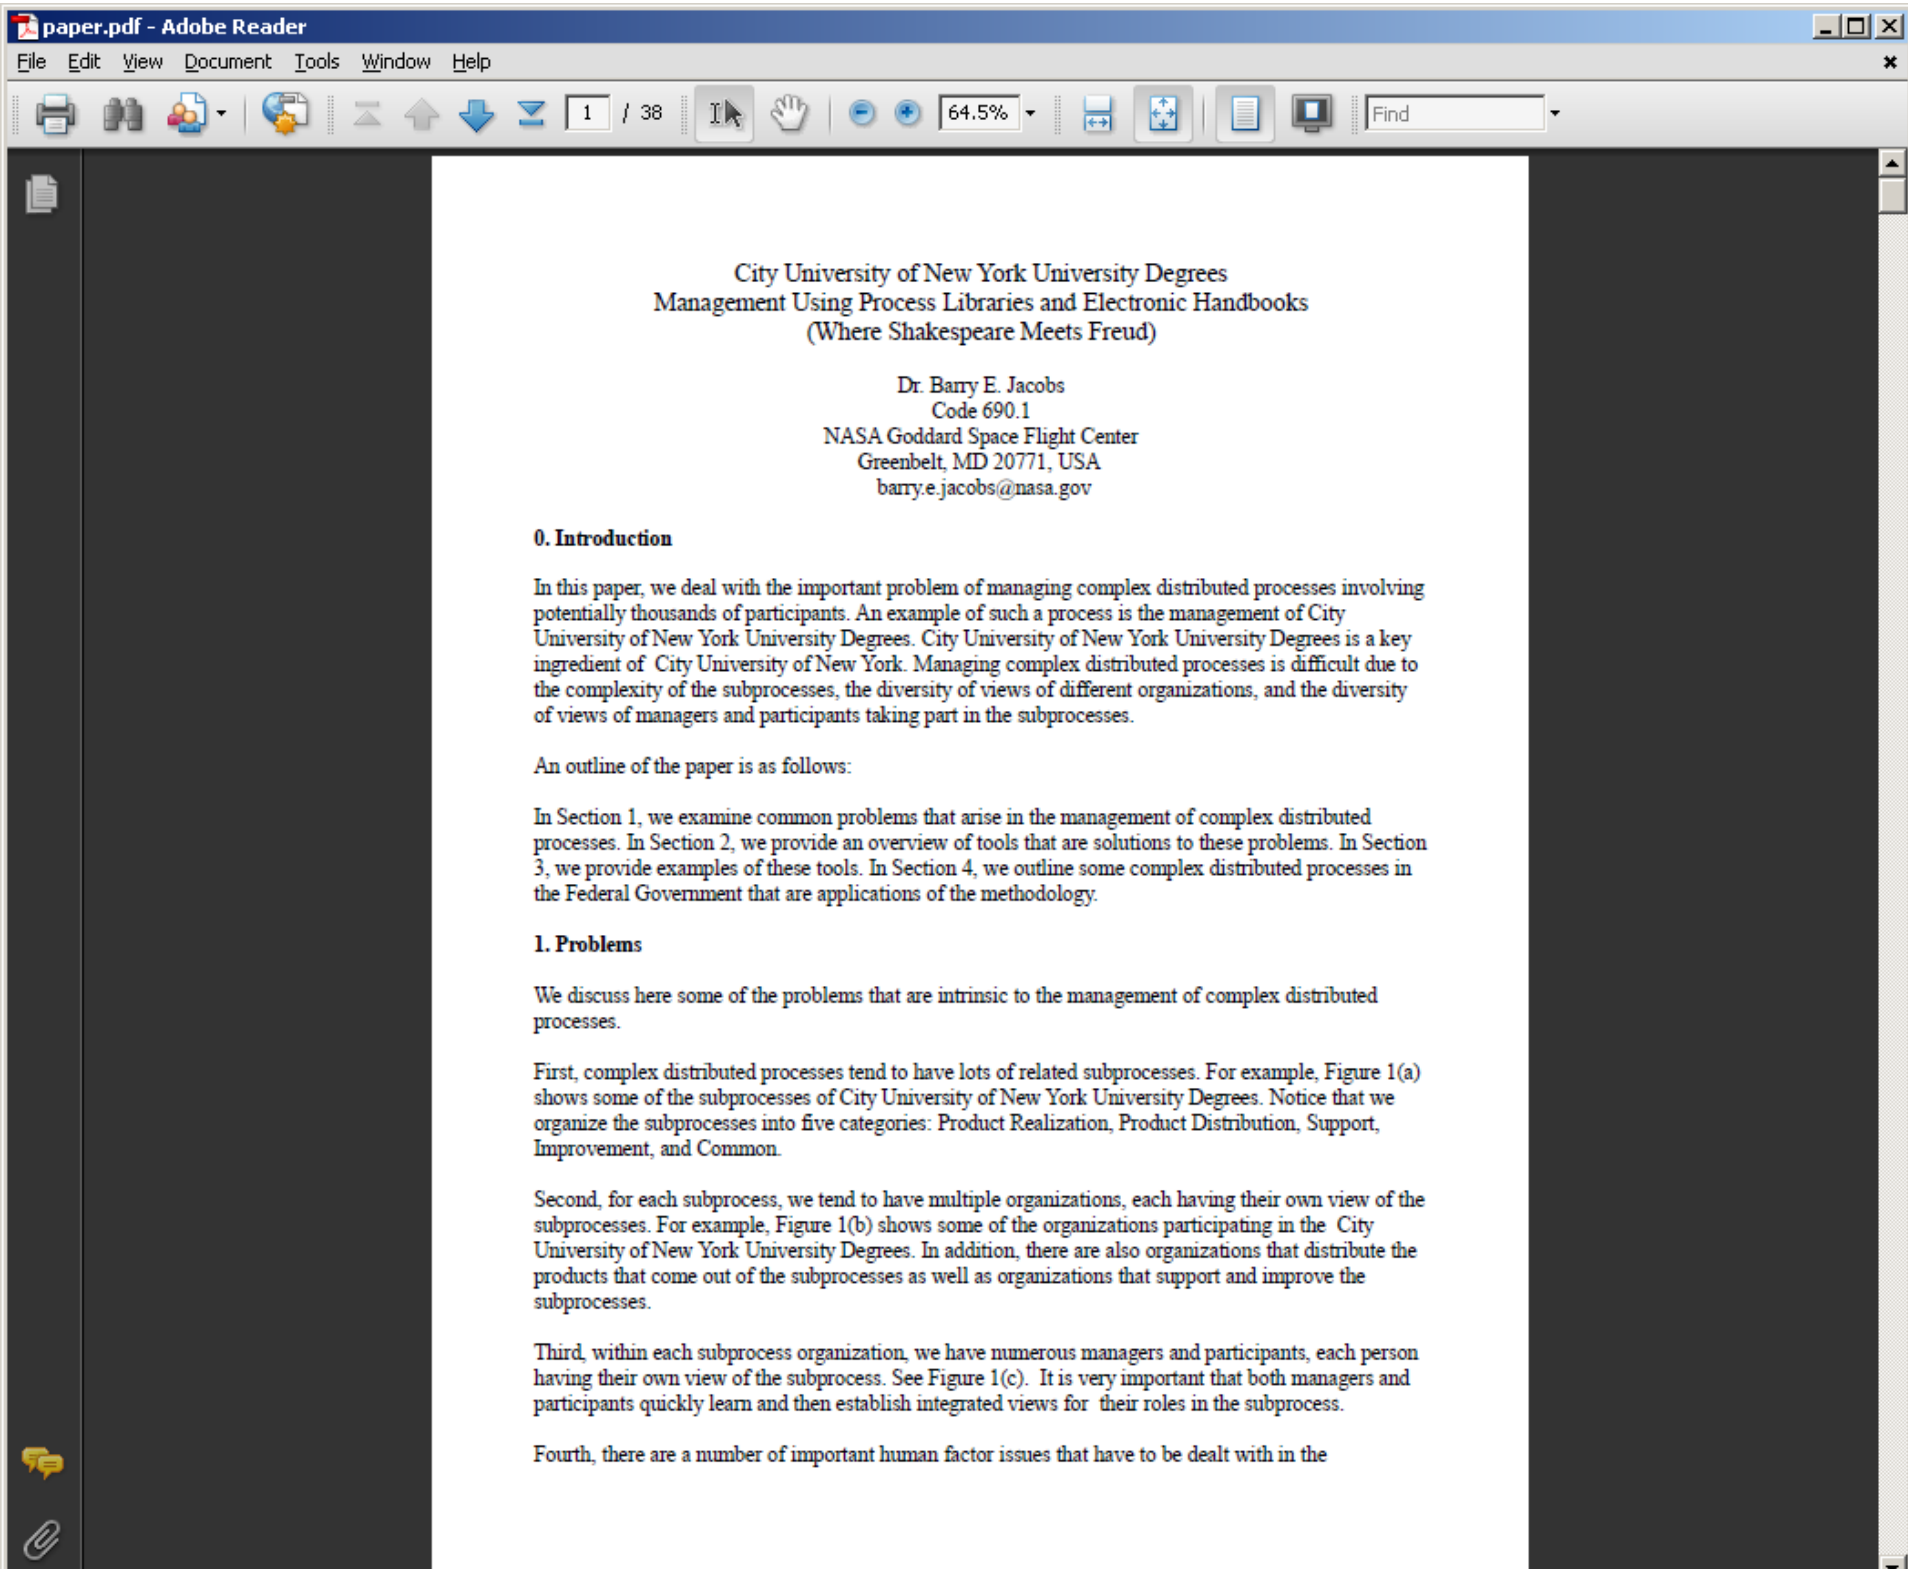 paper.pdf - Adobe Reader
File Edit View Document Tools Window Help
1 / 38 64.5% Find
City University of New York University Degrees
Management Using Process Libraries and Electronic Handbooks
(Where Shakespeare Meets Freud)
Dr. Barry E. Jacobs
Code 690.1
NASA Goddard Space Flight Center
Greenbelt, MD 20771, USA
barry.e.jacobs@nasa.gov
0. Introduction
In this paper, we deal with the important problem of managing complex distributed processes involving
potentially thousands of participants. An example of such a process is the management of City
University of New York University Degrees. City University of New York University Degrees is a key
ingredient of  City University of New York. Managing complex distributed processes is difficult due to
the complexity of the subprocesses, the diversity of views of different organizations, and the diversity
of views of managers and participants taking part in the subprocesses.
An outline of the paper is as follows:
In Section 1, we examine common problems that arise in the management of complex distributed
processes. In Section 2, we provide an overview of tools that are solutions to these problems. In Section
3, we provide examples of these tools. In Section 4, we outline some complex distributed processes in
the Federal Government that are applications of the methodology.
1. Problems
We discuss here some of the problems that are intrinsic to the management of complex distributed
processes.
First, complex distributed processes tend to have lots of related subprocesses. For example, Figure 1(a)
shows some of the subprocesses of City University of New York University Degrees. Notice that we
organize the subprocesses into five categories: Product Realization, Product Distribution, Support,
Improvement, and Common.
Second, for each subprocess, we tend to have multiple organizations, each having their own view of the
subprocesses. For example, Figure 1(b) shows some of the organizations participating in the  City
University of New York University Degrees. In addition, there are also organizations that distribute the
products that come out of the subprocesses as well as organizations that support and improve the
subprocesses.
Third, within each subprocess organization, we have numerous managers and participants, each person
having their own view of the subprocess. See Figure 1(c).  It is very important that both managers and
participants quickly learn and then establish integrated views for  their roles in the subprocess.
Fourth, there are a number of important human factor issues that have to be dealt with in the